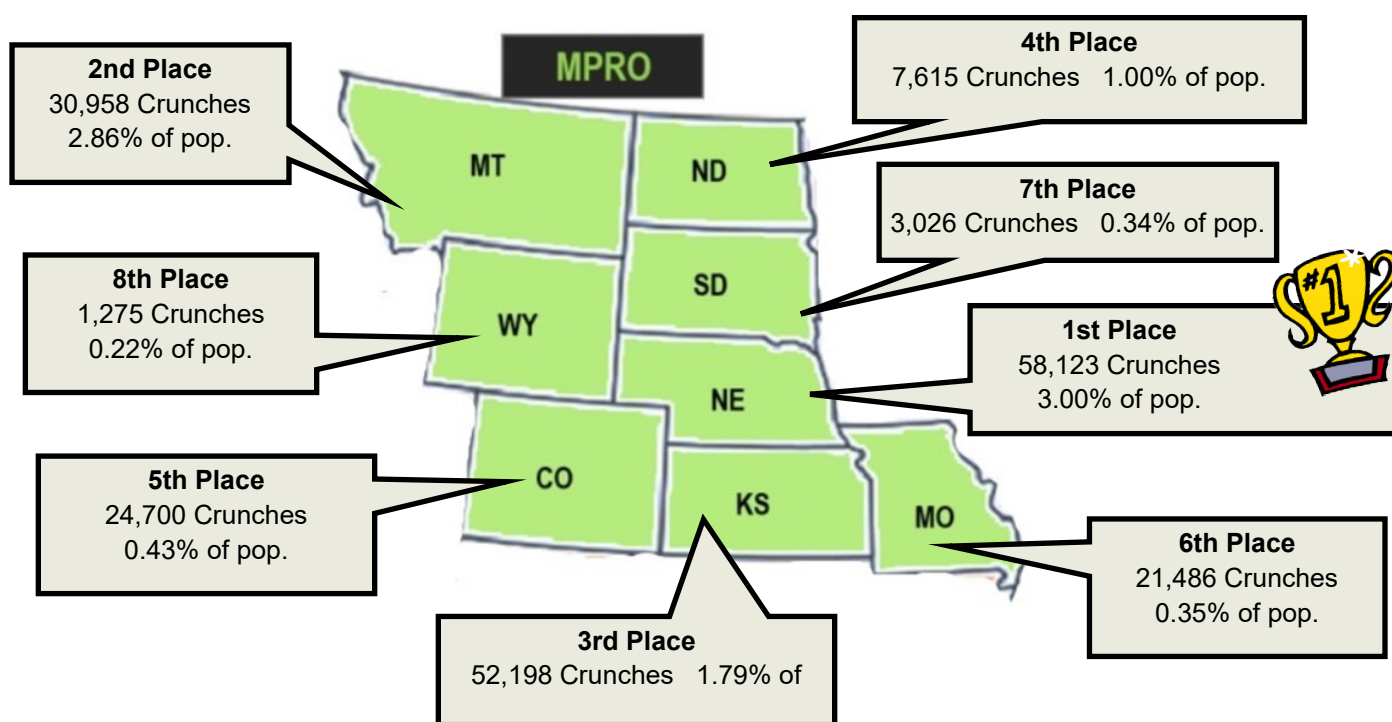 MPRO
2nd Place
30,958 Crunches
2.86% of pop.
4th Place
7,615 Crunches 1.00% of pop.
7th Place
3,026 Crunches 0.34% of pop.
8th Place
1,275 Crunches
0.22% of pop.
1st Place
58,123 Crunches
3.00% of pop.
#1
5th Place
24,700 Crunches
0.43% of pop.
6th Place
21,486 Crunches
0.35% of pop.
3rd Place
52,198 Crunches 1.79% of
MT
ND
SD
WY
NE
CO
KS
MO